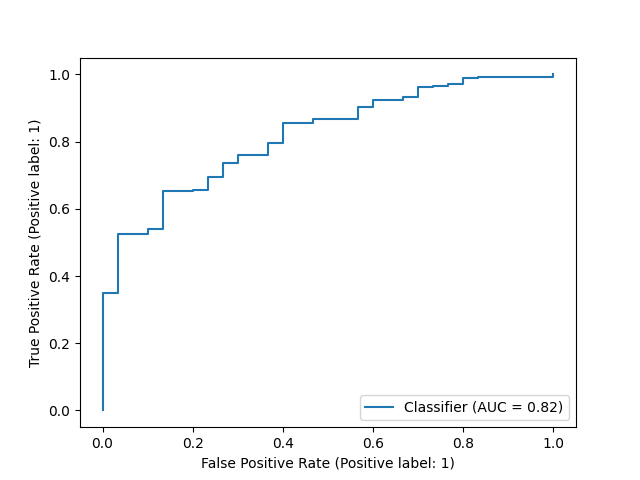 True Positive Rate (Positive label: 1)
1.0
0.8
0.6
0.4
0.2
0.0
Classifier (AUC = 0.82)
0.0 0.2 0.4 0.6 0.8 1.0
False Positive Rate (Positive label: 1)